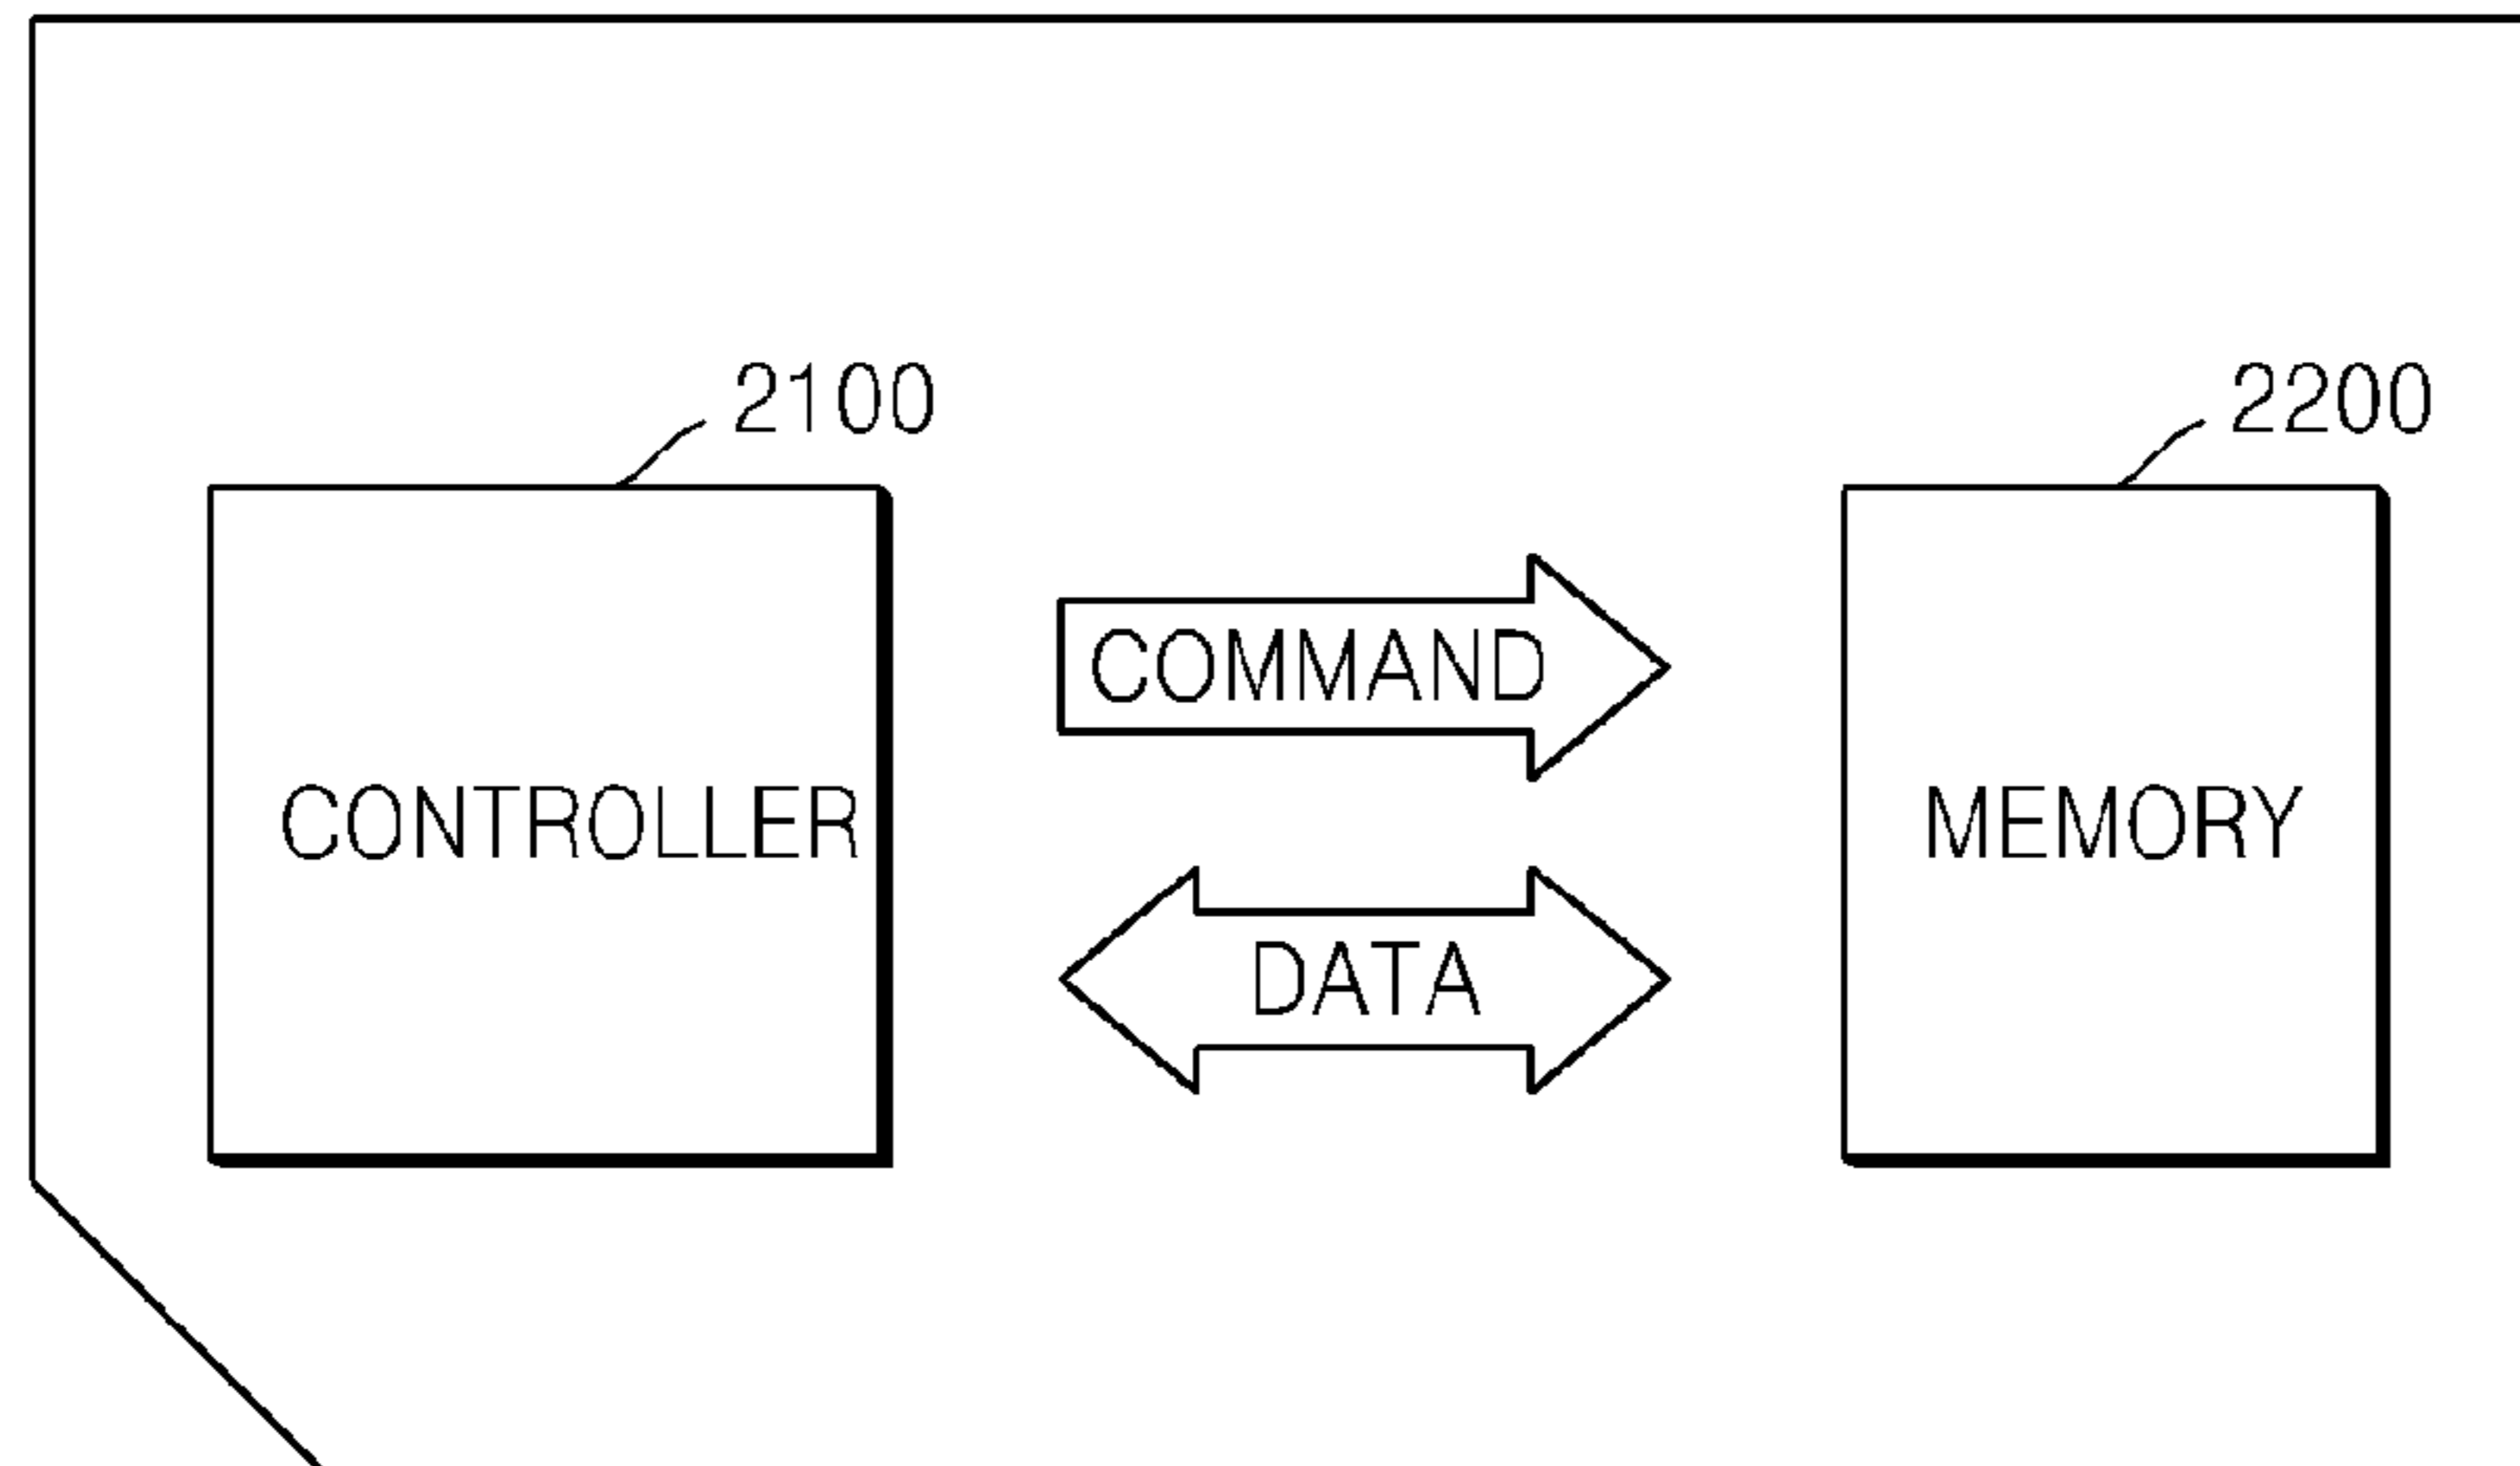 2100
2200
COMMAND
CONTROLLER
MEMORY
DATA